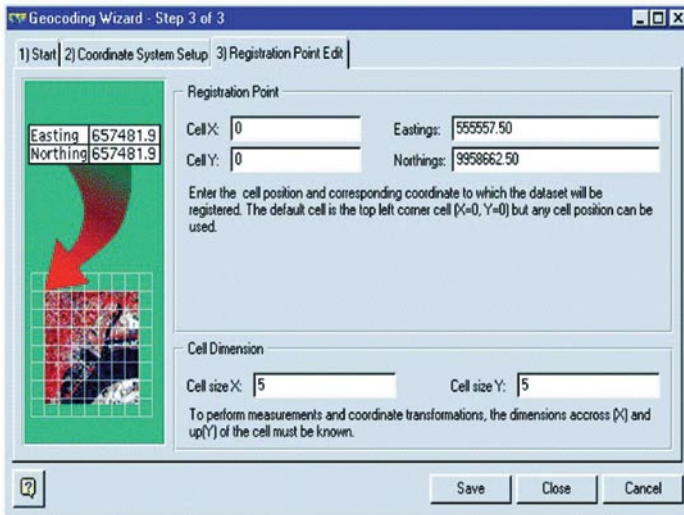 Geocoding Wizard - Step 3 of 3
1) Start 2) Coordinate System Setup 3) Registration Point Edit
Easting 657481.9
Northing 657481.9
Registration Point
Cell X: 0 Eastings: 555557.50
Cell Y: 0 Northings: 9958662.50
Enter the cell position and corresponding coordinate to which the dataset will be
registered. The default cell is the top left corner cell (X=0, Y=0) but any cell position can be
used.
Cell Dimension
Cell size X: 5 Cell size Y: 5
To perform measurements and coordinate transformations, the dimensions accross (X) and
up(Y) of the cell must be known.
Save Close Cancel